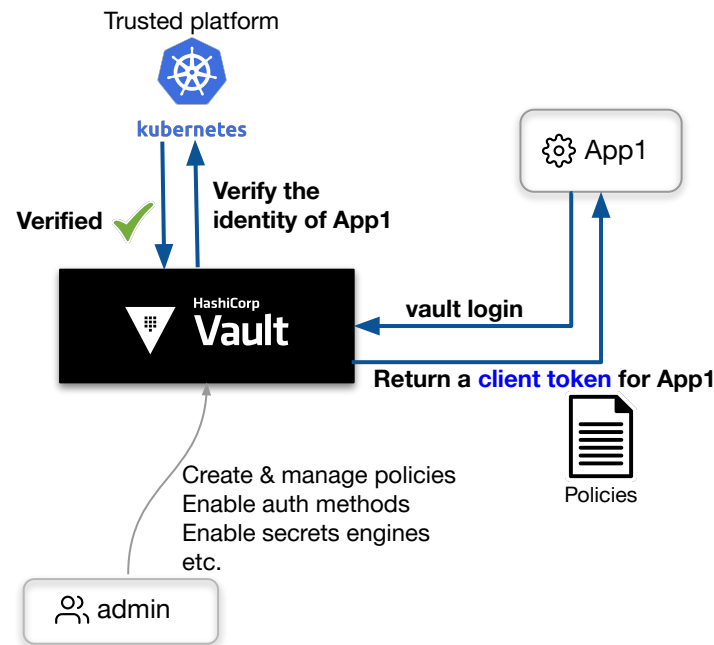 Trusted platform
kubernetes
App1
Verify the
identity of App1
Verified
HashiCorp
Vault
vault login
Return a client token for App1
Policies
Create & manage policies
Enable auth methods
Enable secrets engines
etc.
admin